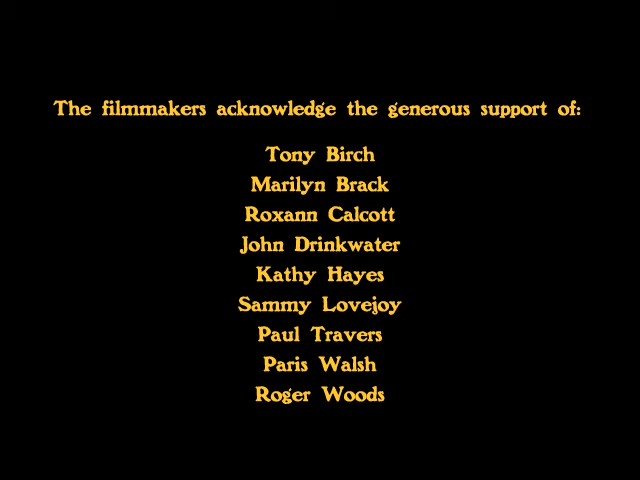 The filmmakers acknowledge the generous support of:
Tony Birch
Marilyn Brack
Roxann Calcott
John Drinkwater
Kathy Hayes
Sammy Lovejoy
Paul Travers
Paris Walsh
Roger Woods